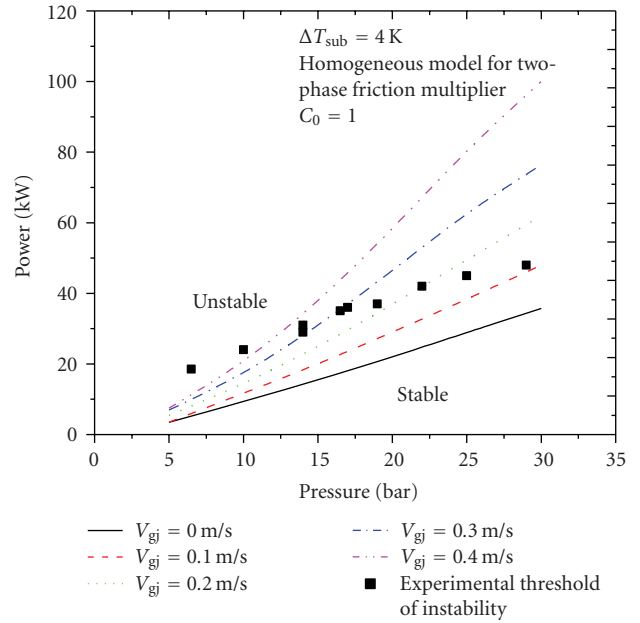 120
100
80
60
40
20
0
Power (kW)
ΔT_sub = 4 K
Homogeneous model for two-
phase friction multiplier
C_0 = 1
Unstable
Stable
0 5 10 15 20 25 30 35
Pressure (bar)
V_gj = 0 m/s
V_gj = 0.1 m/s
V_gj = 0.2 m/s
V_gj = 0.3 m/s
V_gj = 0.4 m/s
Experimental threshold
of instability